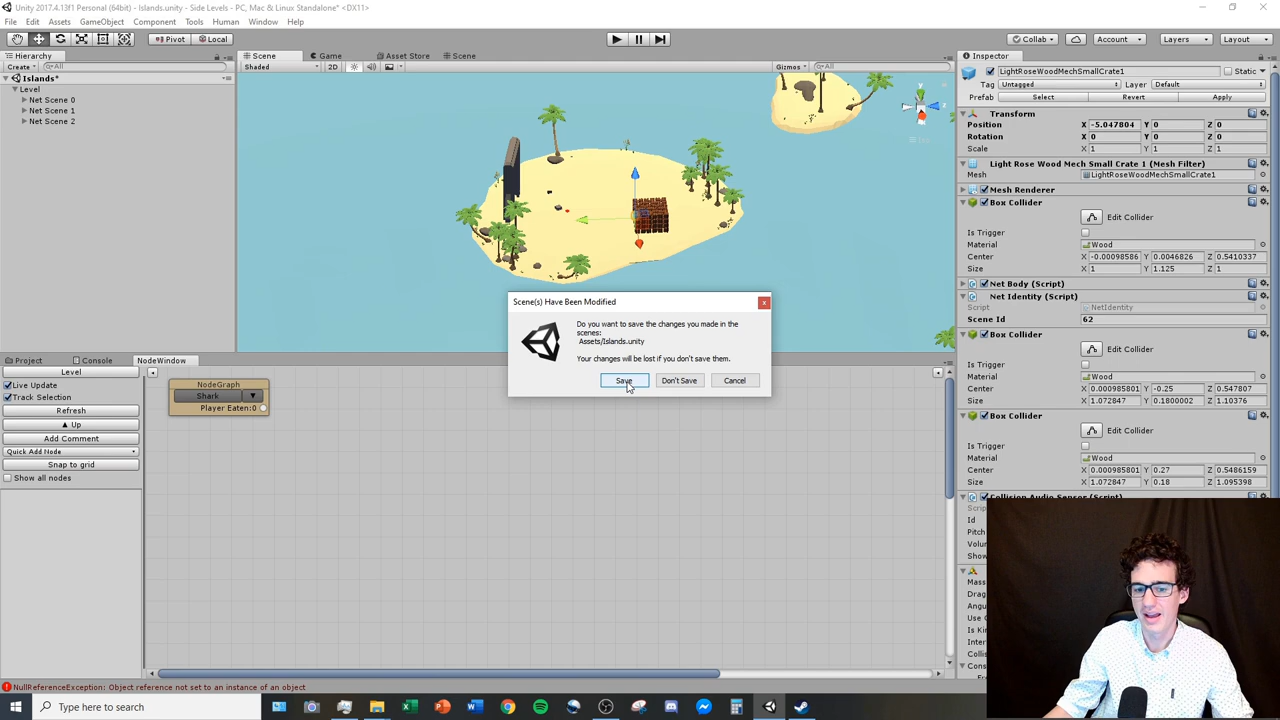 Unity 2017.4.13f1 Personal (64bit) - Islands.unity - Side Levels - PC, Mac & Linux Standalone* <DX11>
File Edit Assets GameObject Component Tools Human Window Help
Pivot Local Collab Account Layers Layout
Hierarchy Scene Game Asset Store Scene Inspector
Create All Shaded 2D Gizmos All LightRoseWoodMechSmallCrate1 Static
Islands* Tag Untagged Layer Default
Level Prefab Select Revert Apply
Net Scene 0
Net Scene 1
Net Scene 2
Transform
Position X -5.047804 Y 0 Z 0
Rotation X 0 Y 0 Z 0
Scale X 1 Y 1 Z 1
Light Rose Wood Mech Small Crate 1 (Mesh Filter)
Mesh LightRoseWoodMechSmallCrate1
Mesh Renderer
Box Collider
Edit Collider
Is Trigger
Material Wood
Center X -0.00098586 Y 0.0046826 Z 0.5410337
Size X 1 Y 1.125 Z 1
Net Body (Script)
Net Identity (Script)
Script NetIdentity
Scene Id 62
Box Collider
Edit Collider
Is Trigger
Material Wood
Center X 0.000985801 Y -0.25 Z 0.547807
Size X 1.072847 Y 0.1800002 Z 1.10376
Box Collider
Edit Collider
Is Trigger
Material Wood
Center X 0.000985801 Y 0.27 Z 0.5486159
Size X 1.072847 Y 0.18 Z 1.095398
Collision Audio Sensor (Script)
Id
Pitch
Mass
Drag
Scene(s) Have Been Modified
Do you want to save the changes you made in the
scenes:
Assets/Islands.unity
Your changes will be lost if you don't save them.
Save Don't Save Cancel
Project Console NodeWindow
Level
Live Update
Track Selection
Refresh
▲ Up
Add Comment
Quick Add Node
Snap to grid
Show all nodes
NodeGraph
Shark
Player Eaten:0
NullReferenceException: Object reference not set to an instance of an object
Type here to search